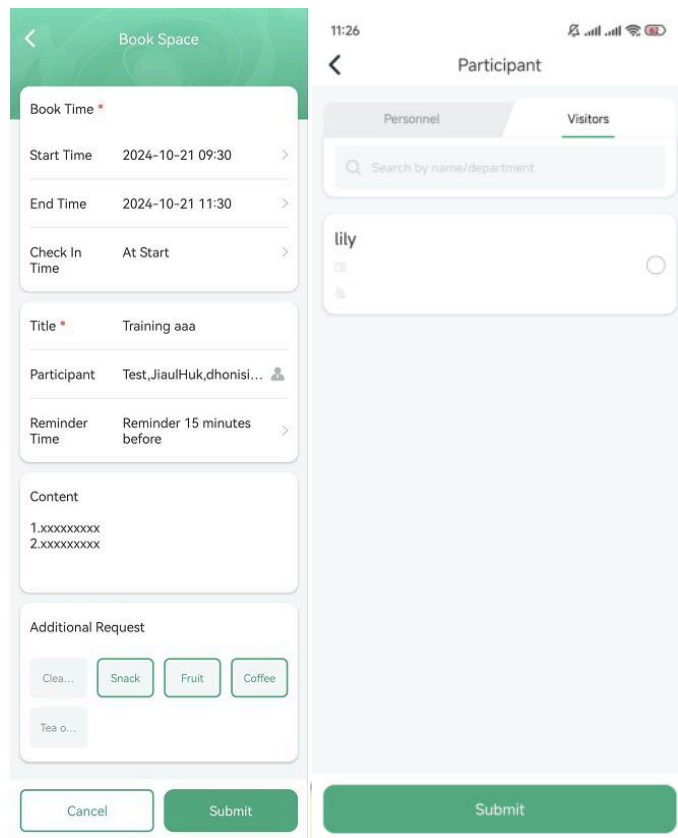 Book Space
Book Time *
Start Time 2024-10-21 09:30
End Time 2024-10-21 11:30
Check In
Time
At Start
Title * Training aaa
Participant Test,JiaulHuk,dhonisi...
Reminder
Time
Reminder 15 minutes
before
Content
1.xxxxxxxxx
2.xxxxxxxxx
Additional Request
Clea...
Snack
Fruit
Coffee
Tea o...
Cancel
Submit
11:26
62
Participant
Personnel
Visitors
Search by name/department
lily
Submit